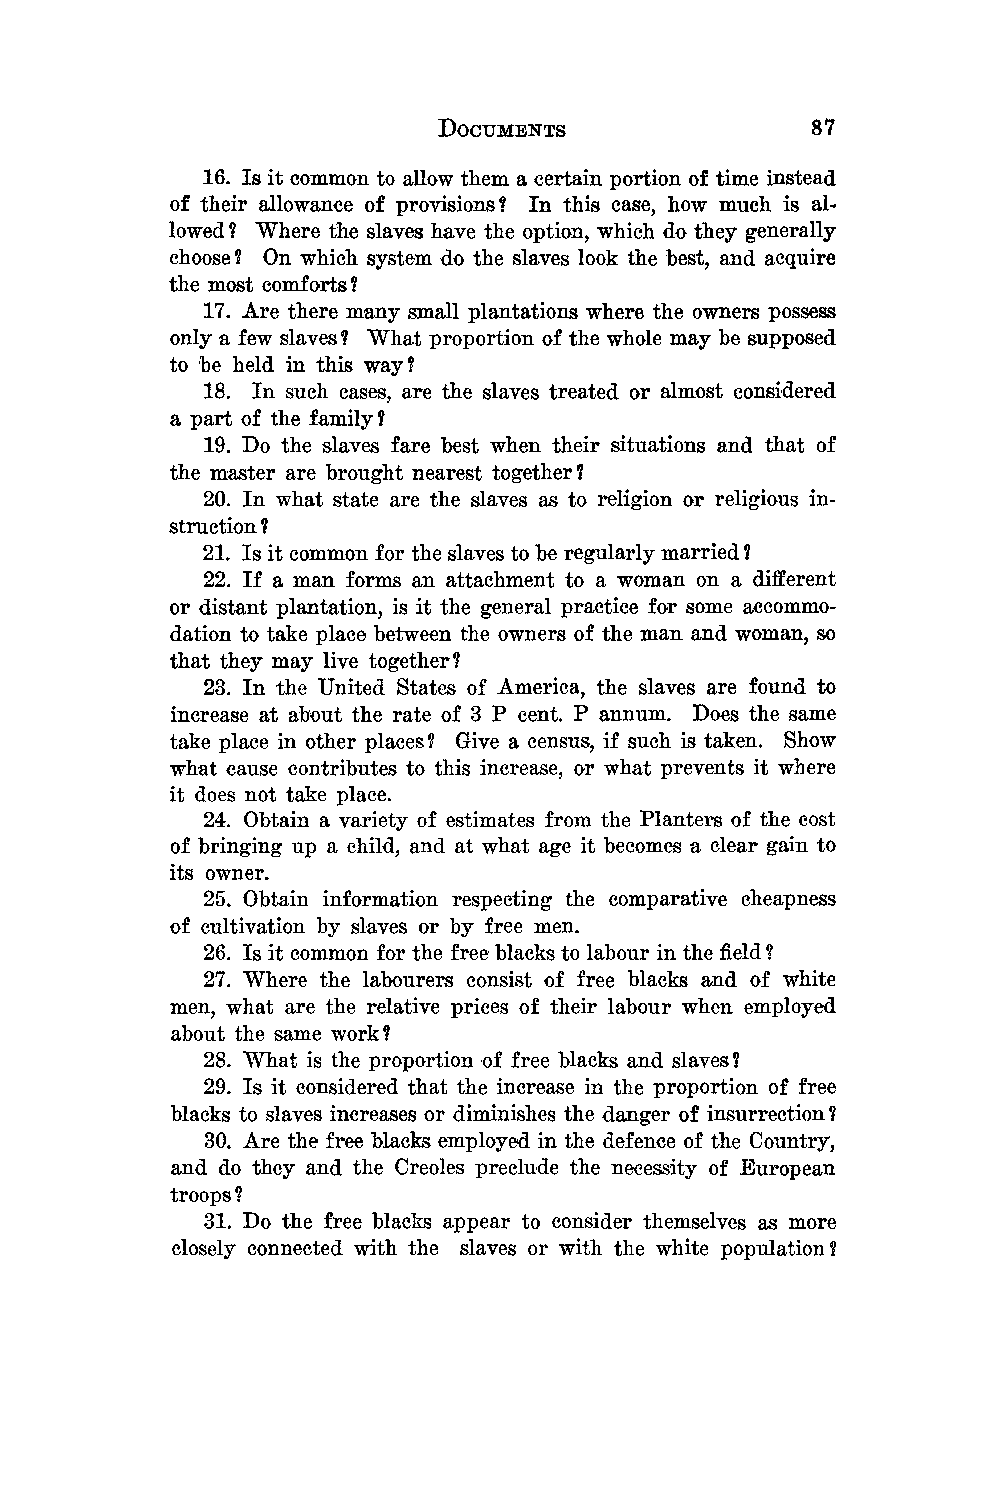 DOCUMENTS 87
16. Is it common to allow them a certain portion of time instead
of their allowance of provisions? In this case, how much is al-
lowed? Where the slaves have the option, which do they generally
choose? On which system do the slaves look the best, and acquire
the most comforts?
17. Are there many small plantations where the owners possess
only a few slaves? What proportion of the whole may be supposed
to be held in this way?
18. In such cases, are the slaves treated or almost considered
a part of the family?
19. Do the slaves fare best when their situations and that of
the master are brought nearest together?
20. In what state are the slaves as to religion or religious in-
struction?
21. Is it common for the slaves to be regularly married?
22. If a man forms an attachment to a woman on a different
or distant plantation, is it the general practice for some accommo-
dation to take place between the owners of the man and woman, so
that they may live together?
23. In the United States of America, the slaves are found to
increase at about the rate of 3 P cent. P annum. Does the same
take place in other places? Give a census, if such is taken. Show
what cause contributes to this increase, or what prevents it where
it does not take place.
24. Obtain a variety of estimates from the Planters of the cost
of bringing up a child, and at what age it becomes a clear gain to
its owner.
25. Obtain information respecting the comparative cheapness
of cultivation by slaves or by free men.
26. Is it common for the free blacks to labour in the field?
27. Where the labourers consist of free blacks and of white
men, what are the relative prices of their labour when employed
about the same work?
28. What is the proportion of free blacks and slaves?
29. Is it considered that the increase in the proportion of free
blacks to slaves increases or diminishes the danger of insurrection?
30. Are the free blacks employed in the defence of the Country,
and do they and the Creoles preclude the necessity of European
troops?
31. Do the free blacks appear to consider themselves as more
closely connected with the slaves or with the white population?